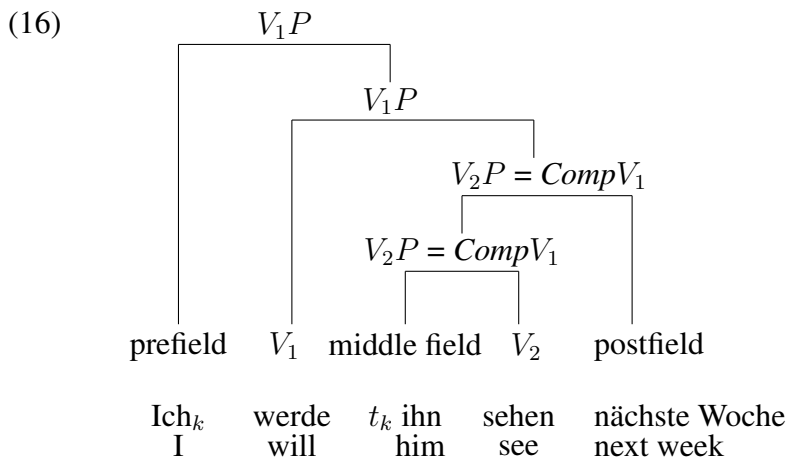 (16) V₁P
V₁P
V₂P = CompV₁
V₂P = CompV₁
prefield V₁ middle field V₂ postfield
Ichₖ werde tₖ ihn sehen nächste Woche
I will him see next week